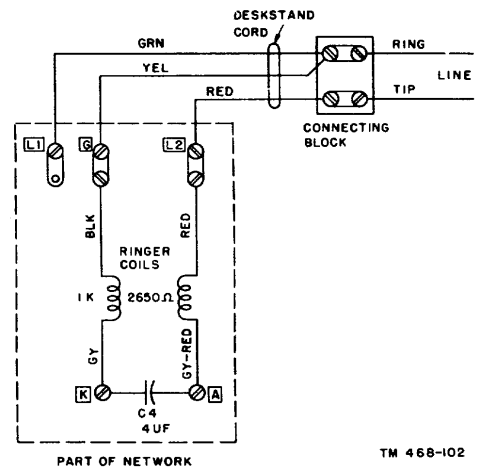 DESKSTAND
CORD
GRN
RING
YEL
LINE
RED
TIP
CONNECTING
BLOCK
L1
G
L2
BLK
RED
RINGER
COILS
1K
2650Ω
GY
GY-RED
K
A
C4
4UF
PART OF NETWORK
TM 468-102